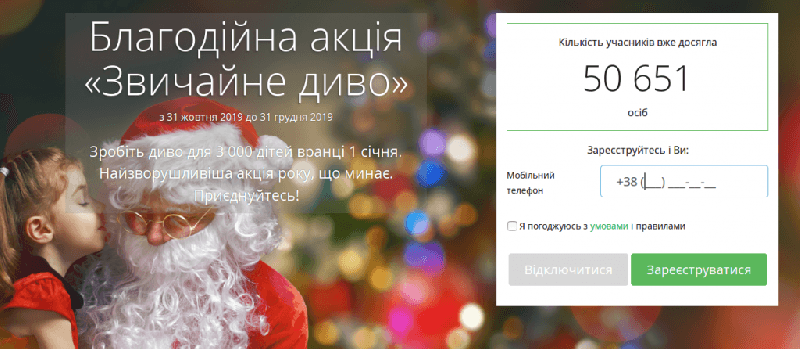 Благодійна акція
«Звичайне диво»
з 31 жовтня 2019 до 31 грудня 2019
Зробіть диво для 3 000 дітей вранці 1 січня.
Найзворушливіша акція року, що минає.
Приєднуйтесь!
Кількість учасників вже досягла
50 651
осіб
Зареєструйтесь і Ви:
Мобільний
телефон
+38 (___) ___-__-__
Я погоджуюсь з умовами і правилами
Відключитися
Зареєструватися